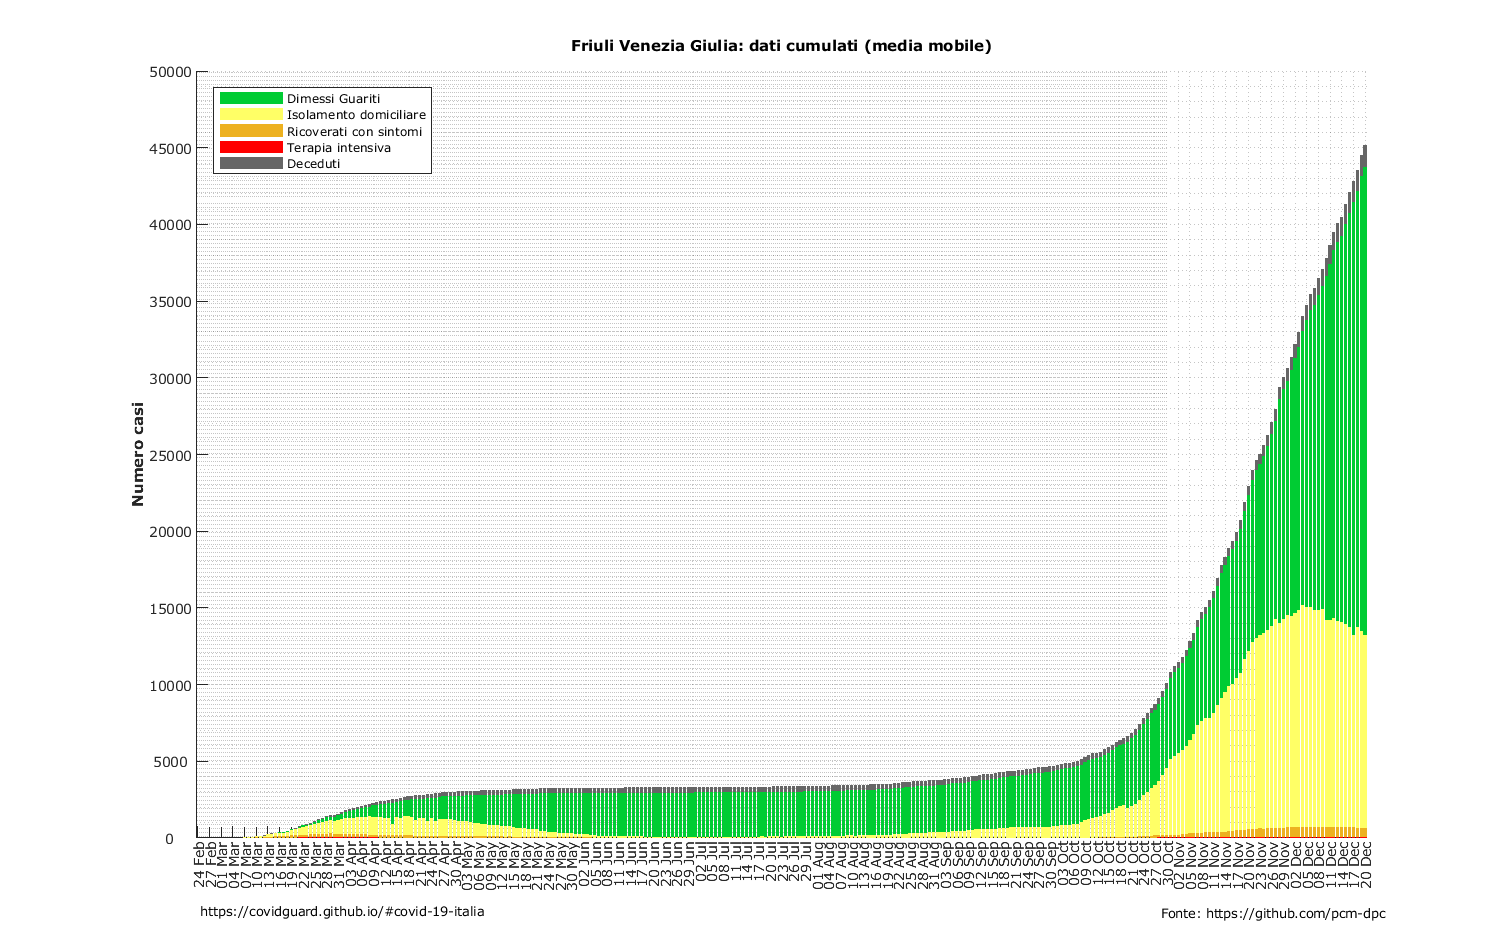 Friuli Venezia Giulia: dati cumulati (media mobile)
Dimessi Guariti
Isolamento domiciliare
Ricoverati con sintomi
Terapia intensiva
Deceduti
Numero casi
50000
45000
40000
35000
30000
25000
20000
15000
10000
5000
0
24 Feb
27 Feb
01 Mar
04 Mar
07 Mar
10 Mar
13 Mar
16 Mar
19 Mar
22 Mar
25 Mar
28 Mar
31 Mar
03 Apr
06 Apr
09 Apr
12 Apr
15 Apr
18 Apr
21 Apr
24 Apr
27 Apr
30 Apr
03 May
06 May
09 May
12 May
15 May
18 May
21 May
24 May
27 May
30 May
02 Jun
05 Jun
08 Jun
11 Jun
14 Jun
17 Jun
20 Jun
23 Jun
26 Jun
29 Jun
02 Jul
05 Jul
08 Jul
11 Jul
14 Jul
17 Jul
20 Jul
23 Jul
26 Jul
29 Jul
01 Aug
04 Aug
07 Aug
10 Aug
13 Aug
16 Aug
19 Aug
22 Aug
25 Aug
28 Aug
31 Aug
03 Sep
06 Sep
09 Sep
12 Sep
15 Sep
18 Sep
21 Sep
24 Sep
27 Sep
30 Sep
03 Oct
06 Oct
09 Oct
12 Oct
15 Oct
18 Oct
21 Oct
24 Oct
27 Oct
30 Oct
02 Nov
05 Nov
08 Nov
11 Nov
14 Nov
17 Nov
20 Nov
23 Nov
26 Nov
29 Nov
02 Dec
05 Dec
08 Dec
11 Dec
14 Dec
17 Dec
20 Dec
https://covidguard.github.io/#covid-19-italia
Fonte: https://github.com/pcm-dpc